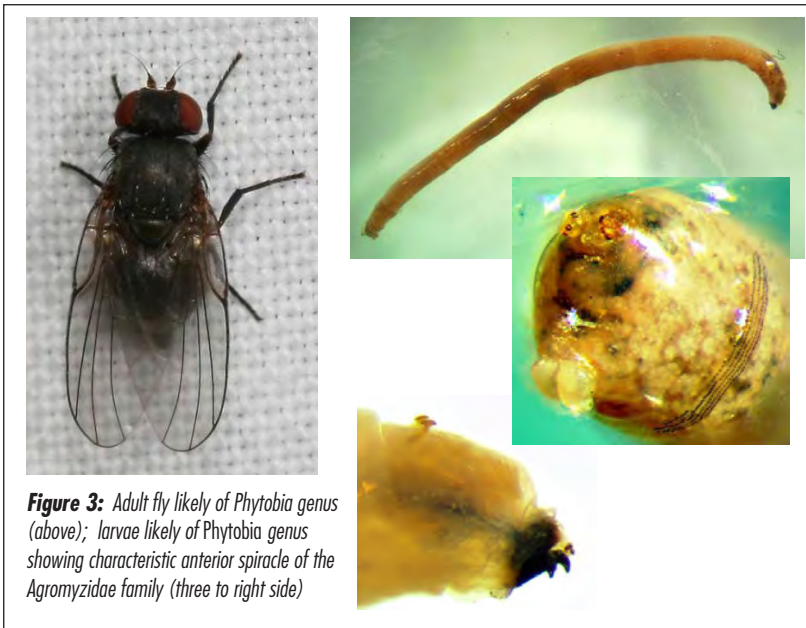 Figure 3: Adult fly likely of Phytobia genus
(above); larvae likely of Phytobia genus
showing characteristic anterior spiracle of the
Agromyzidae family (three to right side)